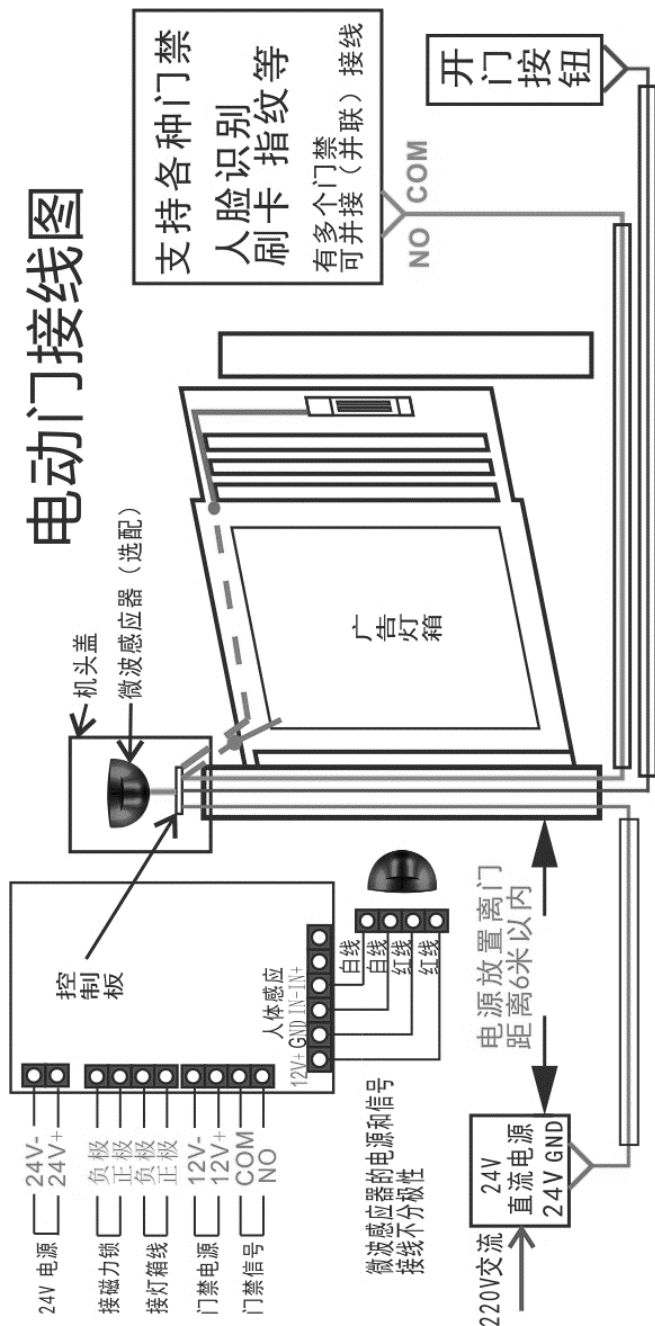 电动门接线图
支持各种门禁
人脸识别
刷卡 指纹等
有多个门禁
可并接（并联）接线
NO COM
开门按钮
机头盖
微波感应器（选配）
广告
灯箱
控制板
24V 电源
24V-
24V+
接磁力锁
负极
正极
接灯箱线
负极
正极
门禁电源
12V-
12V+
门禁信号
COM
NO
人体感应
12V+ GND IN- IN+
白线
白线
红线
红线
微波感应器的电源和信号
接线不分极性
电源放置离门
距离6米以内
220V交流
24V
直流电源
24V GND